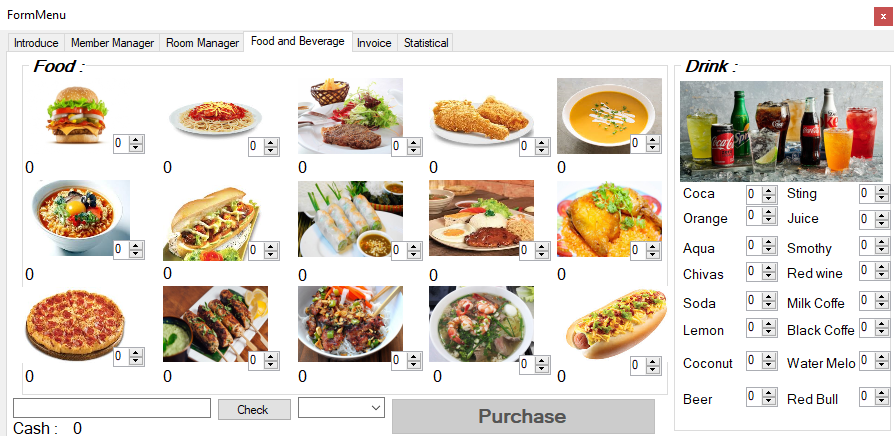 FormMenu x
Introduce Member Manager Room Manager Food and Beverage Invoice Statistical
Food :
0 0 0 0 0
0 0 0 0 0
0 0 0 0 0
0 0 0 0 0
0 0 0 0 0
0 0 0 0 0
Check
Purchase
Cash : 0
Drink :
Coca 0 Sting 0
Orange 0 Juice 0
Aqua 0 Smothy 0
Chivas 0 Red wine 0
Soda 0 Milk Coffe 0
Lemon 0 Black Coffe 0
Coconut 0 Water Melo 0
Beer 0 Red Bull 0